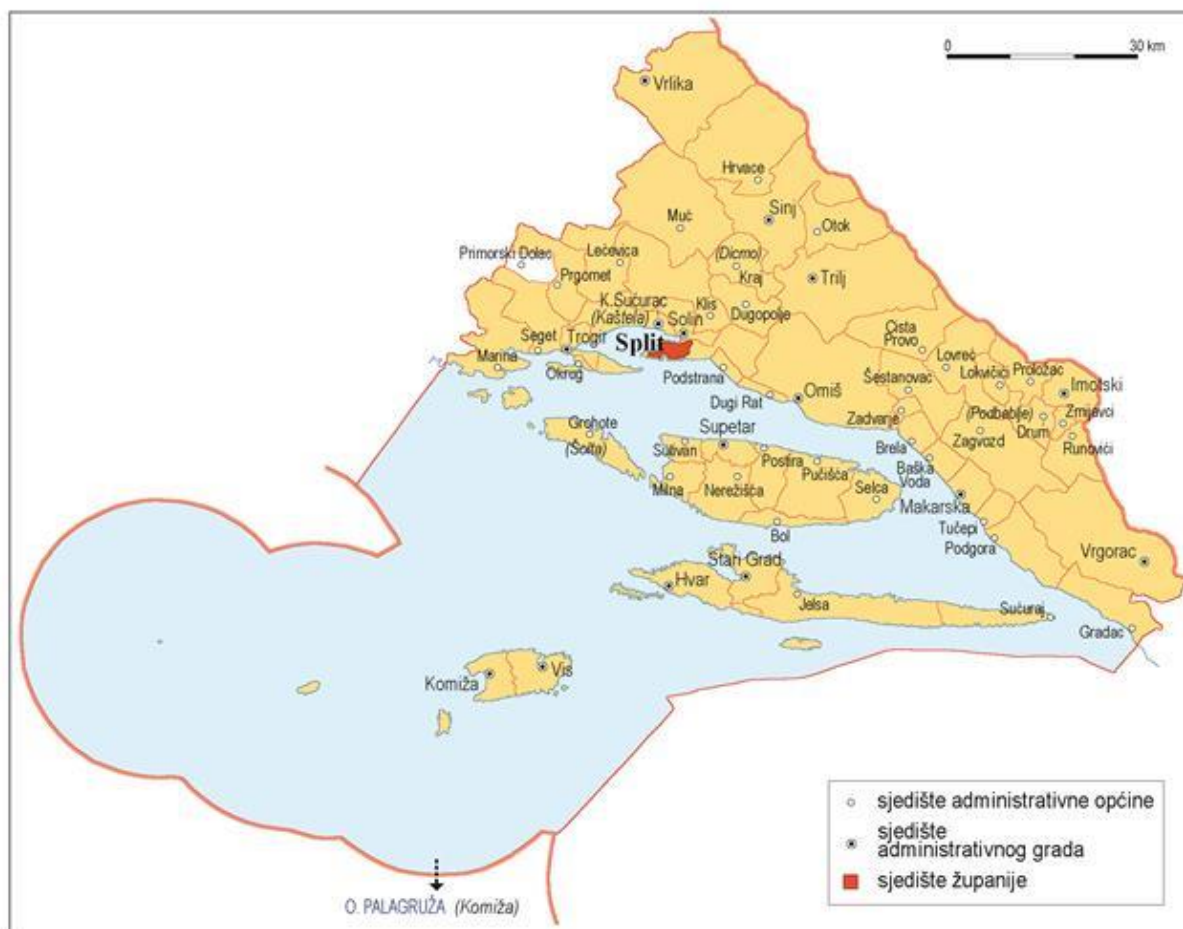 0 30 km
Vrlika
Hrvace
Sinj
Muć
Otok
Primorski Dolac
Lećevica
(Dicmo)
Kraj
Trilj
Prgomet
K.Sućurac
(Kaštela)
Klis
Solin
Dugopolje
Seget
Trogir
Split
Marina
Okrug
Podstrana
Cista
Provo
Lovreć
Lokvičići
Proložac
Imotski
Šestanovac
Omiš
Dugi Rat
Zadvarje
(Podbablje)
Zmijavci
Drum
Runovići
Zagvozd
Grohote
(Šolta)
Supetar
Sutivan
Postira
Pučišća
Brela
Baška
Voda
Milna
Nerežišća
Selca
Makarska
Bol
Tučepi
Podgora
Vrgorac
Stari Grad
Hvar
Jelsa
Sućuraj
Gradac
Komiža
Vis
O. PALAGRUŽA (Komiža)
sjedište administrativne općine
sjedište
administrativnog grada
sjedište županije